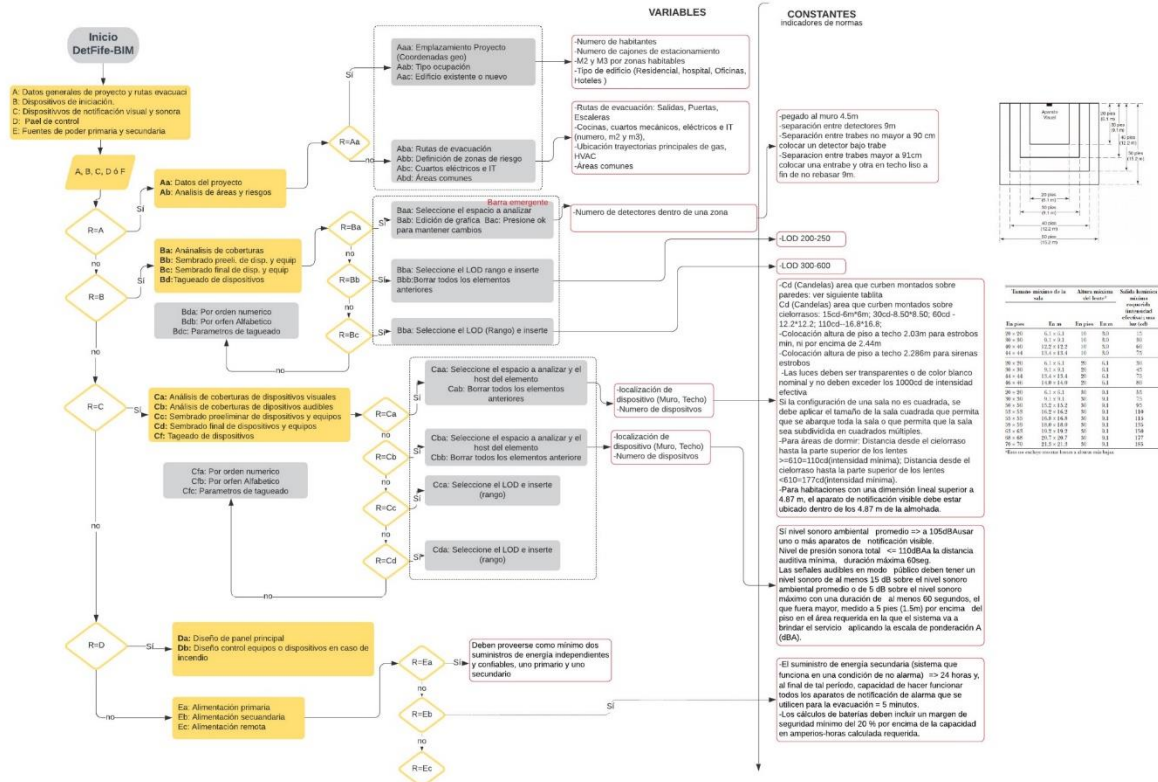 VARIABLES
CONSTANTES
indicadores de normas
Inicio
DetFife-BIM
A: Datos generales de proyecto y rutas evacuaci
B: Dispositivos de iniciación.
C: Dispositivos de notificación visual y sonora
D: Pael de control
E: Fuentes de poder primaria y secundaria
A, B, C, D ó F
R=A
Sí
no
Aa: Datos del proyecto
Ab: Analisis de áreas y riesgos
R=Aa
Sí
no
Aaa: Emplazamiento Proyecto
(Coordenadas geo)
Aab: Tipo ocupación
Aac: Edificio existente o nuevo
-Numero de habitantes
-Numero de cajones de estacionamiento
-M2 y M3 por zonas habitables
-Tipo de edificio (Residencial, hospital, Oficinas,
Hoteles )
Aba: Rutas de evacuación
Abb: Definición de zonas de riesgo
Abc: Cuartos eléctricos e IT
Abd: Áreas comunes
-Rutas de evacuación: Salidas, Puertas,
Escaleras
-Cocinas, cuartos mecánicos, eléctricos e IT
(numero, m2 y m3),
-Ubicación trayectorias principales de gas,
HVAC
-Áreas comunes
-pegado al muro 4.5m
-separación entre detectores 9m
-Separación entre trabes no mayor a 90 cm
colocar un detector bajo trabe
-Separacion entre trabes mayor a 91cm
colocar una entrabe y otra en techo liso a
fin de no rebasar 9m.
R=B
Sí
no
Ba: Anánalisis de coberturas
Bb: Sembrado preeli. de disp. y equip
Bc: Sembrado final de disp. y equip
Bd:Tagueado de dispositivos
R=Ba
Sí
no
Barra emergente
Baa: Seleccione el espacio a analizar
Bab: Edición de grafica Bac: Presione ok
para mantener cambios
-Numero de detectores dentro de una zona
R=Bb
Sí
no
Bba: Seleccione el LOD rango e inserte
Bbb:Borrar todos los elementos
anteriores
-LOD 200-250
R=Bc
Sí
no
Bba: Seleccione el LOD (Rango) e inserte
-LOD 300-600
Bda: Por orden numerico
Bdb: Por orfen Alfabetico
Bdc: Parametros de tagueado
R=C
Sí
no
Ca: Análisis de coberturas de dispositivos visuales
Cb: Análisis de coberturas de dispositivos audibles
Cc: Sembrado preeliminar de dispositivos y equipos
Cd: Sembrado final de dispositivos y equipos
Cf: Tageado de dispositivos
R=Ca
Sí
no
Caa: Seleccione el espacio a analizar y el
host del elemento
Cab: Borrar todos los elementos
anteriores
-localización de
dispositivo (Muro, Techo)
-Numero de dispositivos
R=Cb
Sí
no
Cba: Seleccione el espacio a analizar y el
host del elemento
Cbb: Borrar todos los elementos anteriore
-localización de
dispositivo (Muro, Techo)
-Numero de dispositivos
R=Cc
Sí
no
Cca: Seleccione el LOD e inserte
(rango)
R=Cd
Sí
no
Cda: Seleccione el LOD e inserte
(rango)
Cfa: Por orden numerico
Cfb: Por orfen Alfabetico
Cfc: Parametros de tagueado
-Cd (Candelas) area que curben montados sobre
paredes: ver siguiente tablita
Cd (Candelas) area que curben montados sobre
cielorrasos: 15cd-6m*6m; 30cd-8.50*8.50; 60cd -
12.2*12.2; 110cd--16.8*16.8;
-Colocación altura de piso a techo 2.03m para estrobos
min, ni por encima de 2.44m
-Colocación altura de piso a techo 2.286m para sirenas
estrobos
-Las luces deben ser transparentes o de color blanco
nominal y no deben exceder los 1000cd de intensidad
efectiva
Si la configuración de una sala no es cuadrada, se
debe aplicar el tamaño de la sala cuadrada que permita
que se abarque toda la sala o que permita que la sala
sea subdividida en cuadrados múltiples.
-Para áreas de dormir: Distancia desde el cielorraso
hasta la parte superior de los lentes
>=610=110cd(intensidad mínima); Distancia desde el
cielorraso hasta la parte superior de los lentes
<610=177cd(intensidad mínima).
-Para habitaciones con una dimensión lineal superior a
4.87 m, el aparato de notificación visible debe estar
ubicado dentro de los 4.87 m de la almohada.
Sí nivel sonoro ambiental promedio => a 105dBAusar
uno o más aparatos de notificación visible.
Nivel de presión sonora total <= 110dBAa la distancia
auditiva mínima, duración máxima 60seg.
Las señales audibles en modo público deben tener un
nivel sonoro de al menos 15 dB sobre el nivel sonoro
ambiental promedio o de 5 dB sobre el nivel sonoro
máximo con una duración de al menos 60 segundos, el
que fuera mayor, medido a 5 pies (1.5m) por encima del
piso en el área requerida en la que el sistema va a
brindar el servicio aplicando la escala de ponderación A
(dBA).
R=D
Sí
no
Da: Diseño de panel principal
Db: Diseño control equipos o dispositivos en caso de
incendio
Ea: Alimentación primaria
Eb: Alimentación secuandaria
Ec: Alimentación remota
R=Ea
Sí
no
Deben proveerse como mínimo dos
suministros de energía independientes
y confiables, uno primario y uno
secundario
R=Eb
Sí
no
R=Ec
-El suministro de energía secundaria (sistema que
funciona en una condición de no alarma) => 24 horas y,
al final de tal período, capacidad de hacer funcionar
todos los aparatos de notificación de alarma que se
utilicen para la evacuación = 5 minutos.
-Los cálculos de baterías deben incluir un margen de
seguridad mínimo del 20 % por encima de la capacidad
en amperios-horas calculada requerida.
Tamaño máximo de la sala
Altura máxima del lente*
En pies
En m
En pies
En m